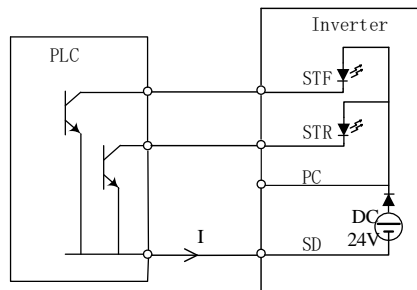 Inverter
PLC
STF
STR
PC
DC
24V
I
SD